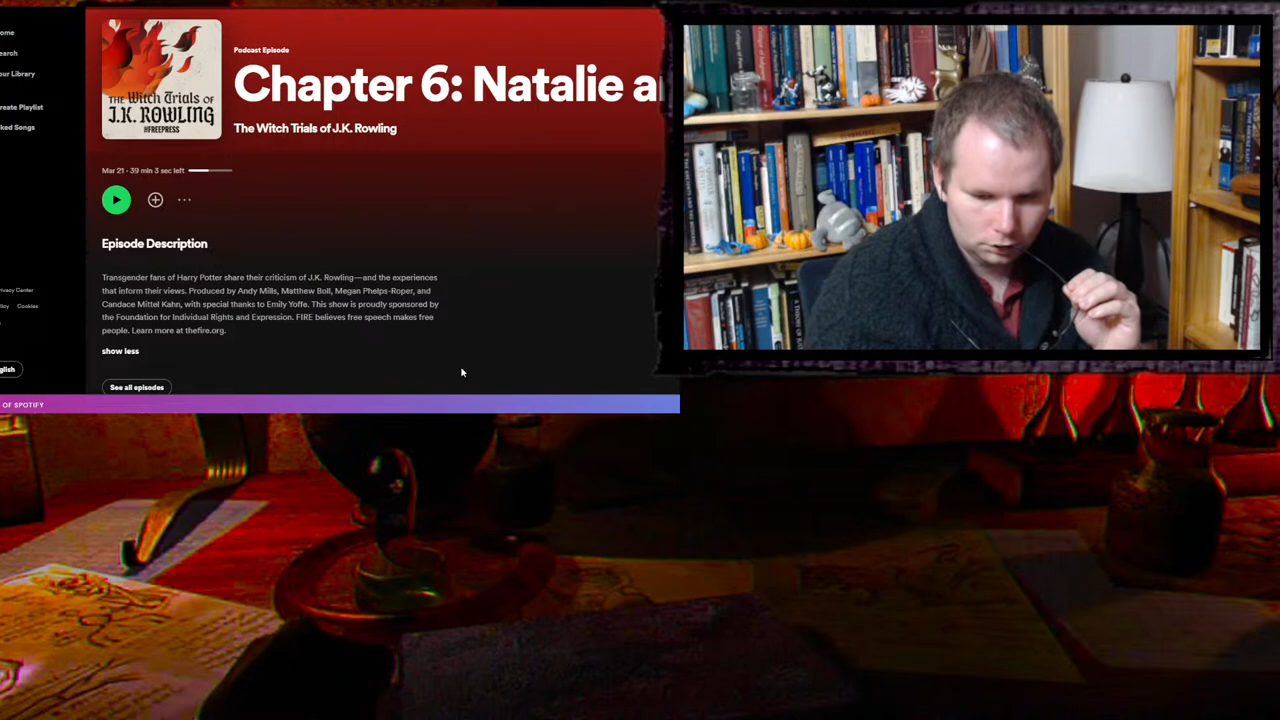 ome
earch
our Library
reate Playlist
ked Songs
rivacy Center
licy Cookies
glish
OF SPOTIFY
THE Witch Trials OF
J.K. ROWLING
#FREEPRESS
Podcast Episode
Chapter 6: Natalie a
The Witch Trials of J.K. Rowling
Mar 21 · 39 min 3 sec left
Episode Description
Transgender fans of Harry Potter share their criticism of J.K. Rowling—and the experiences
that inform their views. Produced by Andy Mills, Matthew Boll, Megan Phelps-Roper, and
Candace Mittel Kahn, with special thanks to Emily Yoffe. This show is proudly sponsored by
the Foundation for Individual Rights and Expression. FIRE believes free speech makes free
people. Learn more at thefire.org.
show less
See all episodes